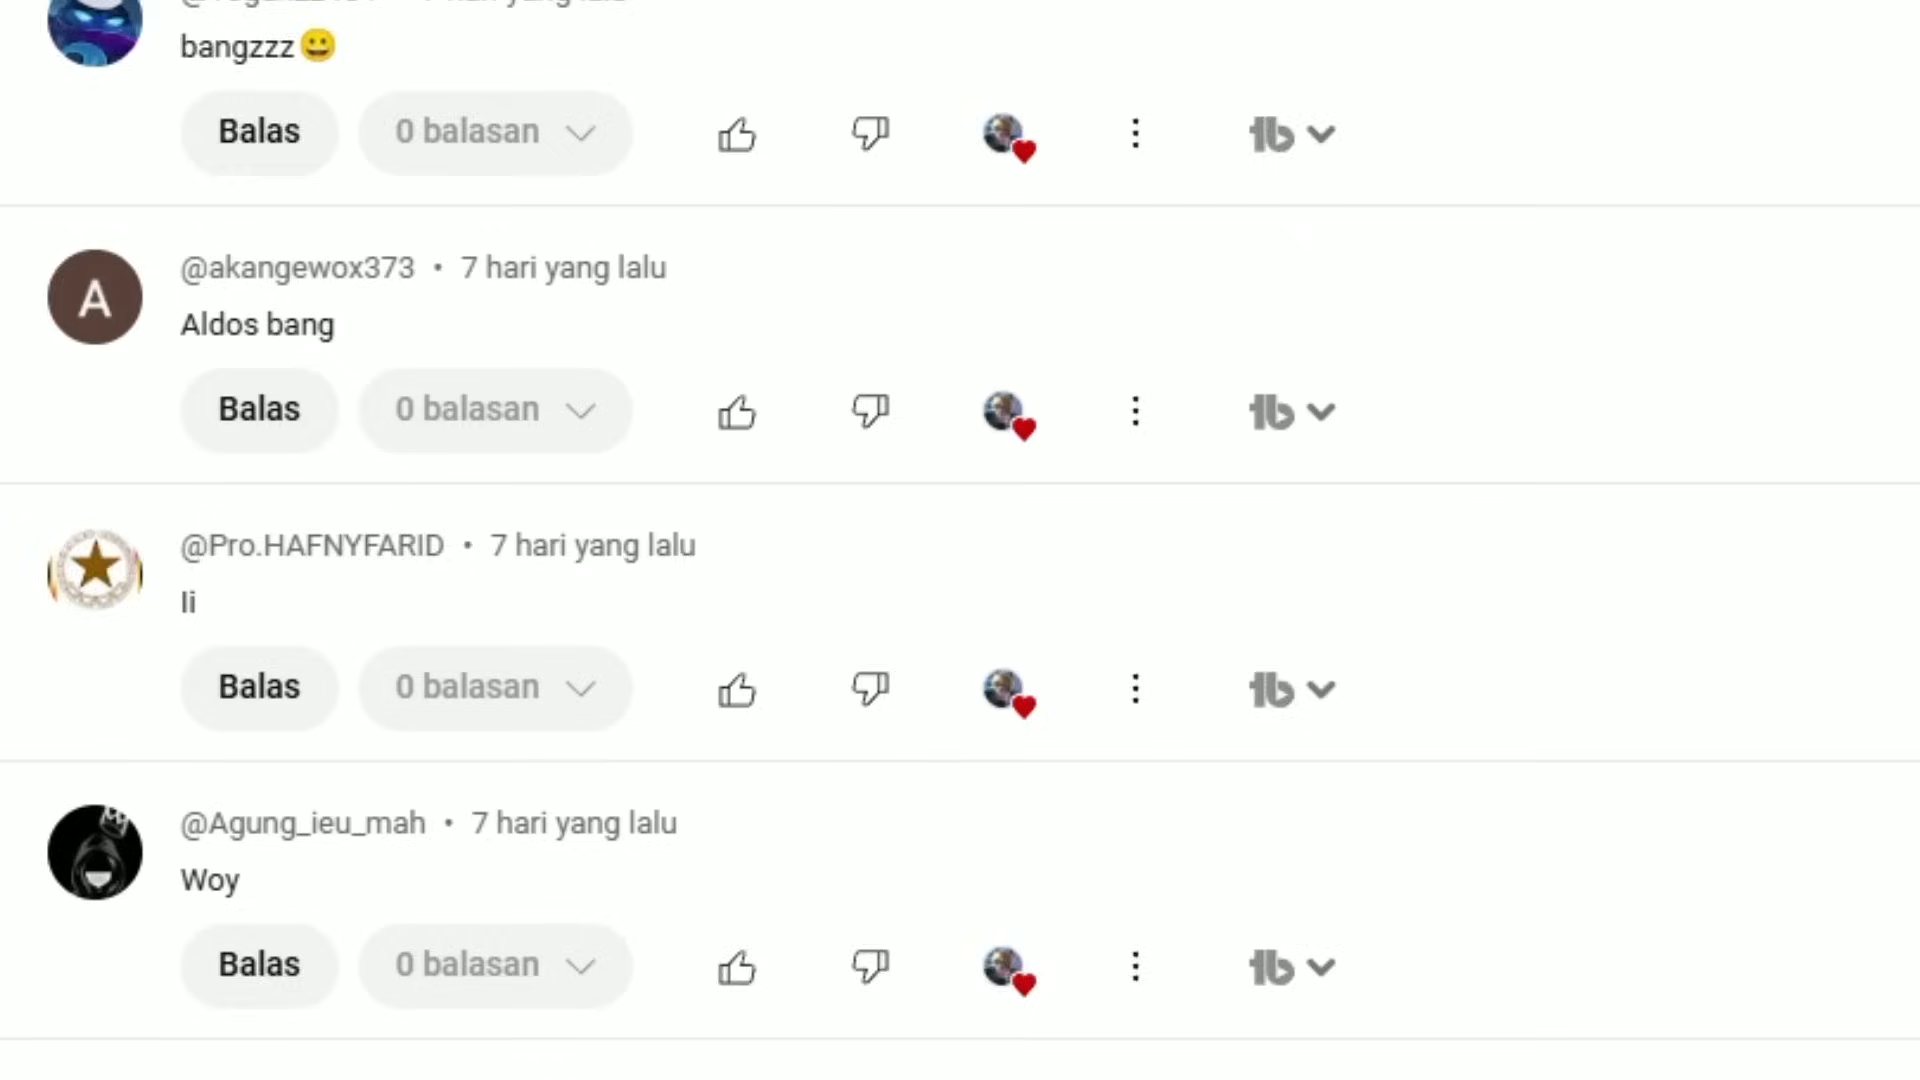 bangzzz😀
Balas 0 balasan
@akangewox373 • 7 hari yang lalu
A
Aldos bang
Balas 0 balasan
@Pro.HAFNYFARID • 7 hari yang lalu
Ii
Balas 0 balasan
@Agung_ieu_mah • 7 hari yang lalu
Woy
Balas 0 balasan